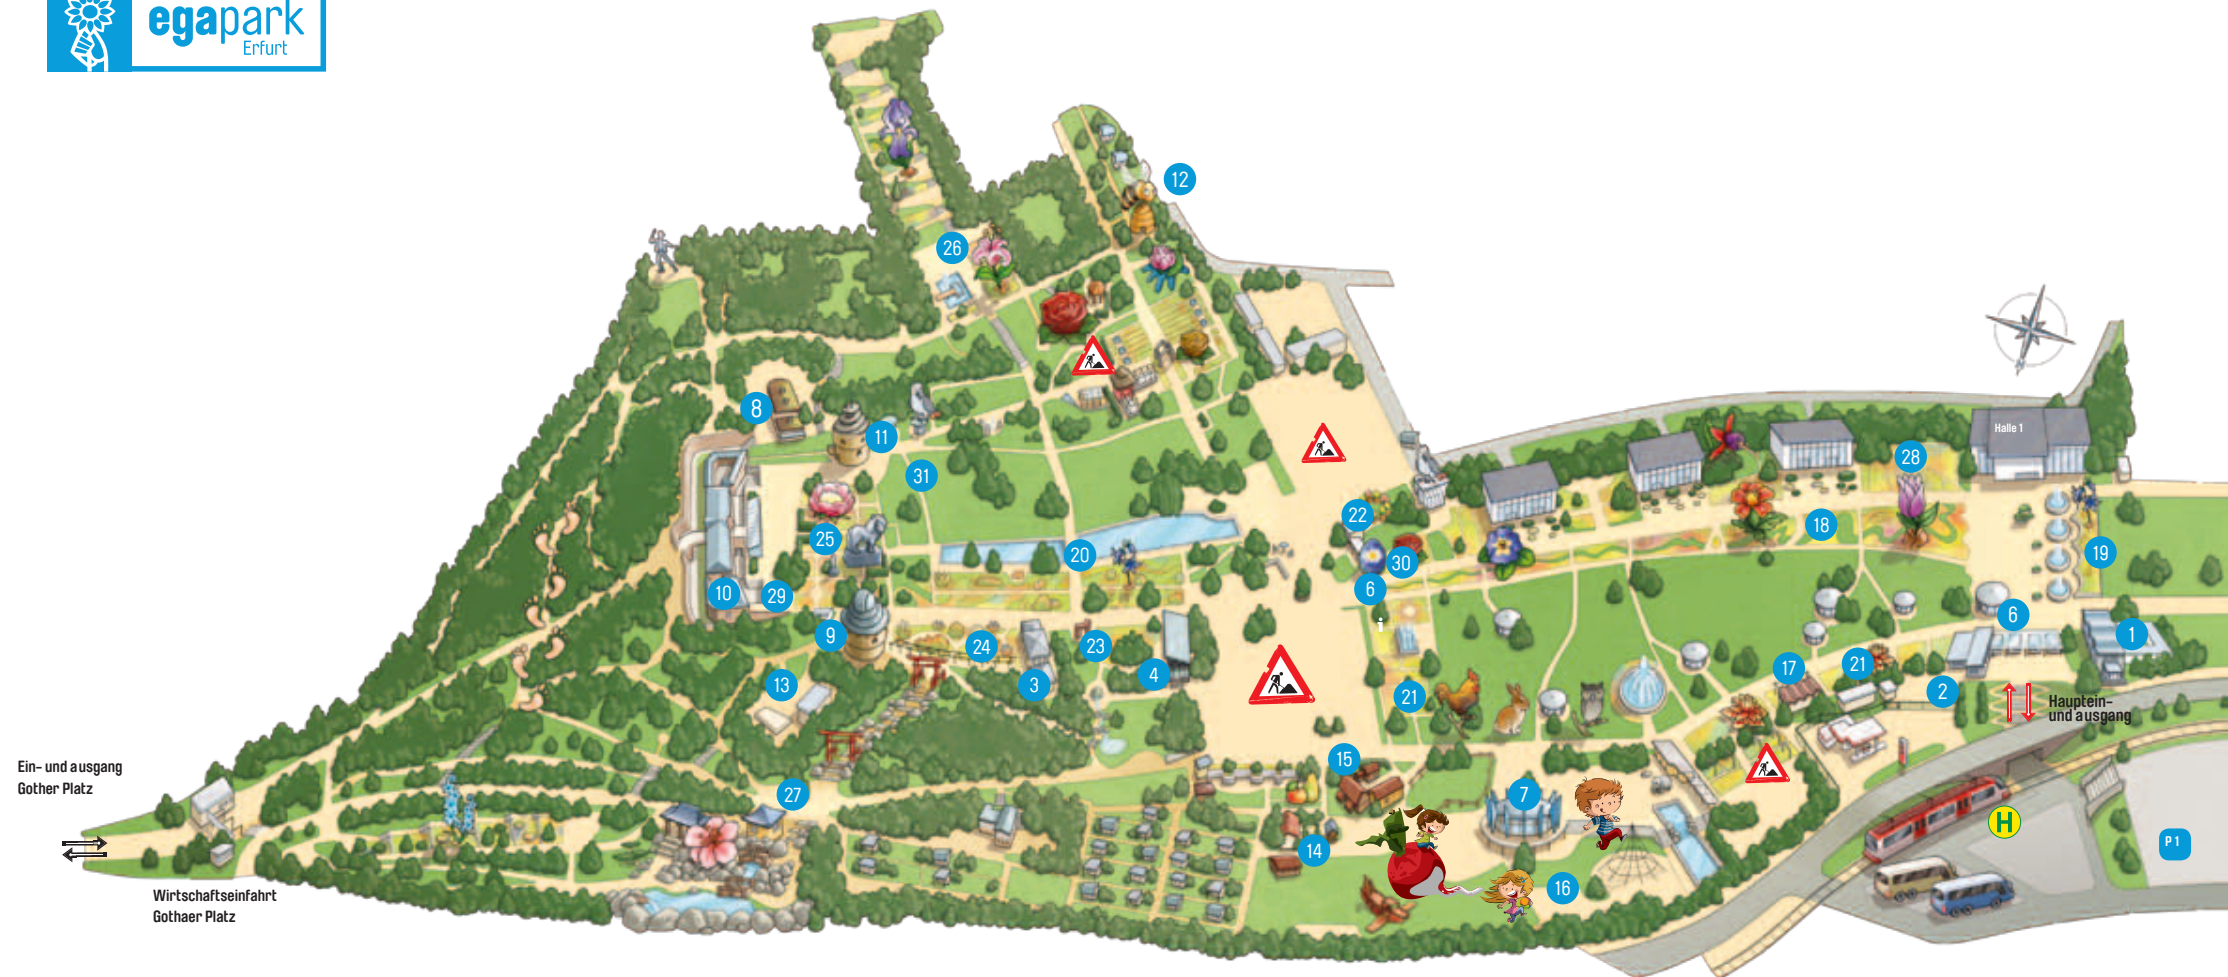 egapark
Erfurt
12
26
8
11
31
Halle 1
28
22
18
25
20
30
19
10
29
6
i
6
9
24
23
1
13
3
4
21
17
21
2
Hauptein-
und ausgang
15
Ein- und ausgang
Gother Platz
27
7
H
14
P 1
16
Wirtschaftseinfahrt
Gothaer Platz